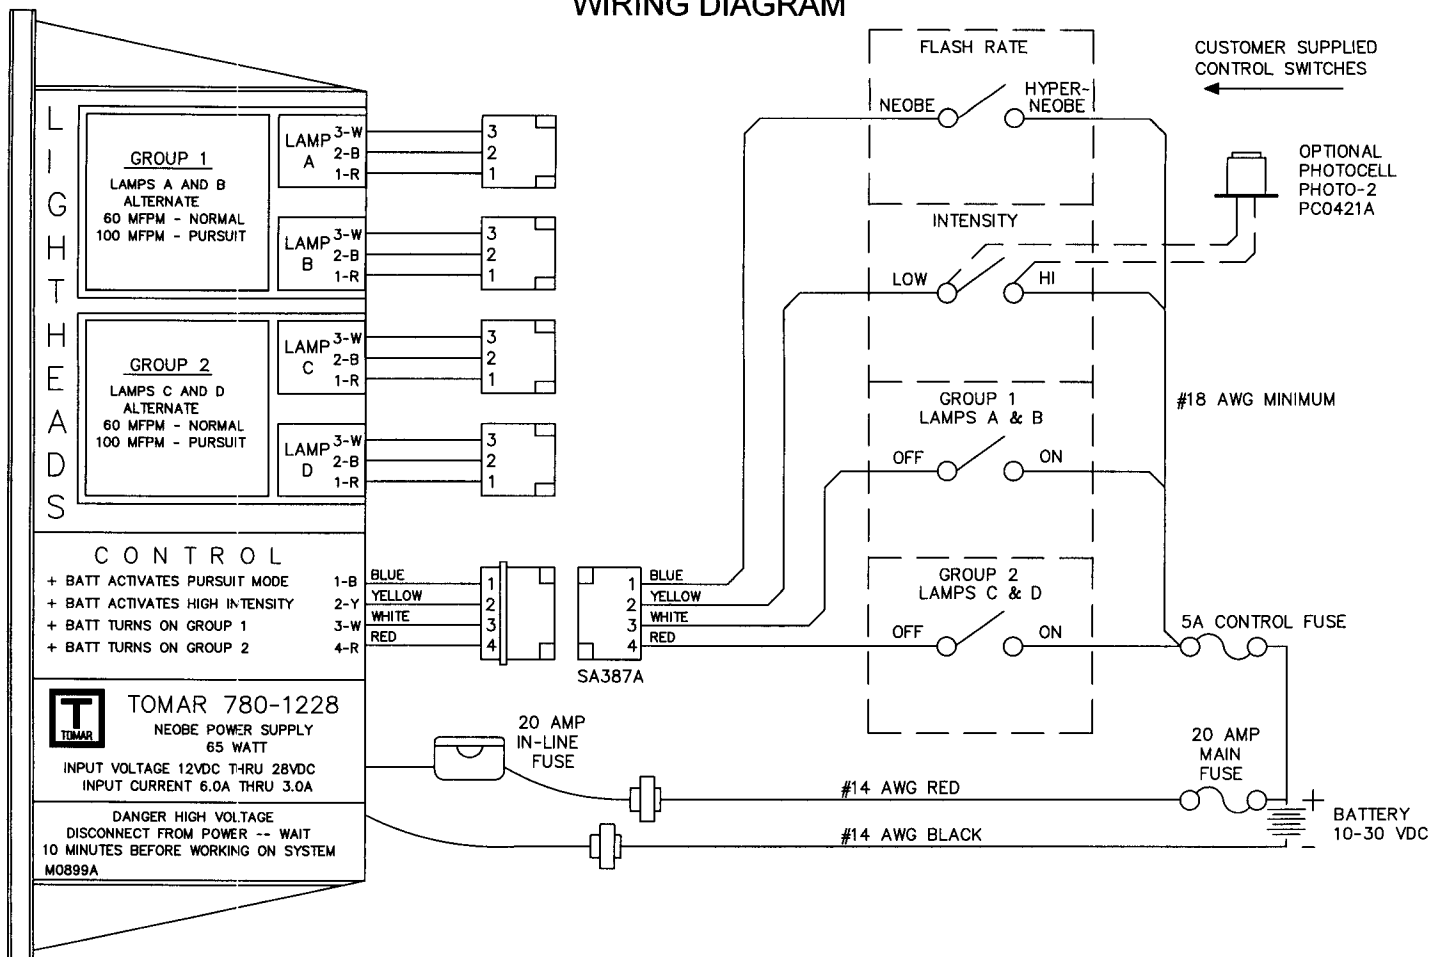 WIRING DIAGRAM
LIGHTHEADS
GROUP 1
LAMPS A AND B
ALTERNATE
60 MFPM - NORMAL
100 MFPM - PURSUIT
LAMP A
3-W
2-B
1-R
3
2
1
LAMP B
3-W
2-B
1-R
3
2
1
GROUP 2
LAMPS C AND D
ALTERNATE
60 MFPM - NORMAL
100 MFPM - PURSUIT
LAMP C
3-W
2-B
1-R
3
2
1
LAMP D
3-W
2-B
1-R
3
2
1
CONTROL
+ BATT ACTIVATES PURSUIT MODE 1-B BLUE 1
+ BATT ACTIVATES HIGH INTENSITY 2-Y YELLOW 2
+ BATT TURNS ON GROUP 1 3-W WHITE 3
+ BATT TURNS ON GROUP 2 4-R RED 4
1 BLUE
2 YELLOW
3 WHITE
4 RED
SA387A
T
TOMAR
TOMAR 780-1228
NEOBE POWER SUPPLY
65 WATT
INPUT VOLTAGE 12VDC THRU 28VDC
INPUT CURRENT 6.0A THRU 3.0A
DANGER HIGH VOLTAGE
DISCONNECT FROM POWER -- WAIT
10 MINUTES BEFORE WORKING ON SYSTEM
M0899A
20 AMP
IN-LINE
FUSE
FLASH RATE
NEOBE
HYPER-
NEOBE
INTENSITY
LOW
HI
GROUP 1
LAMPS A & B
OFF
ON
GROUP 2
LAMPS C & D
OFF
ON
CUSTOMER SUPPLIED
CONTROL SWITCHES
OPTIONAL
PHOTOCELL
PHOTO-2
PC0421A
#18 AWG MINIMUM
5A CONTROL FUSE
20 AMP
MAIN
FUSE
#14 AWG RED
#14 AWG BLACK
+
BATTERY
10-30 VDC
-